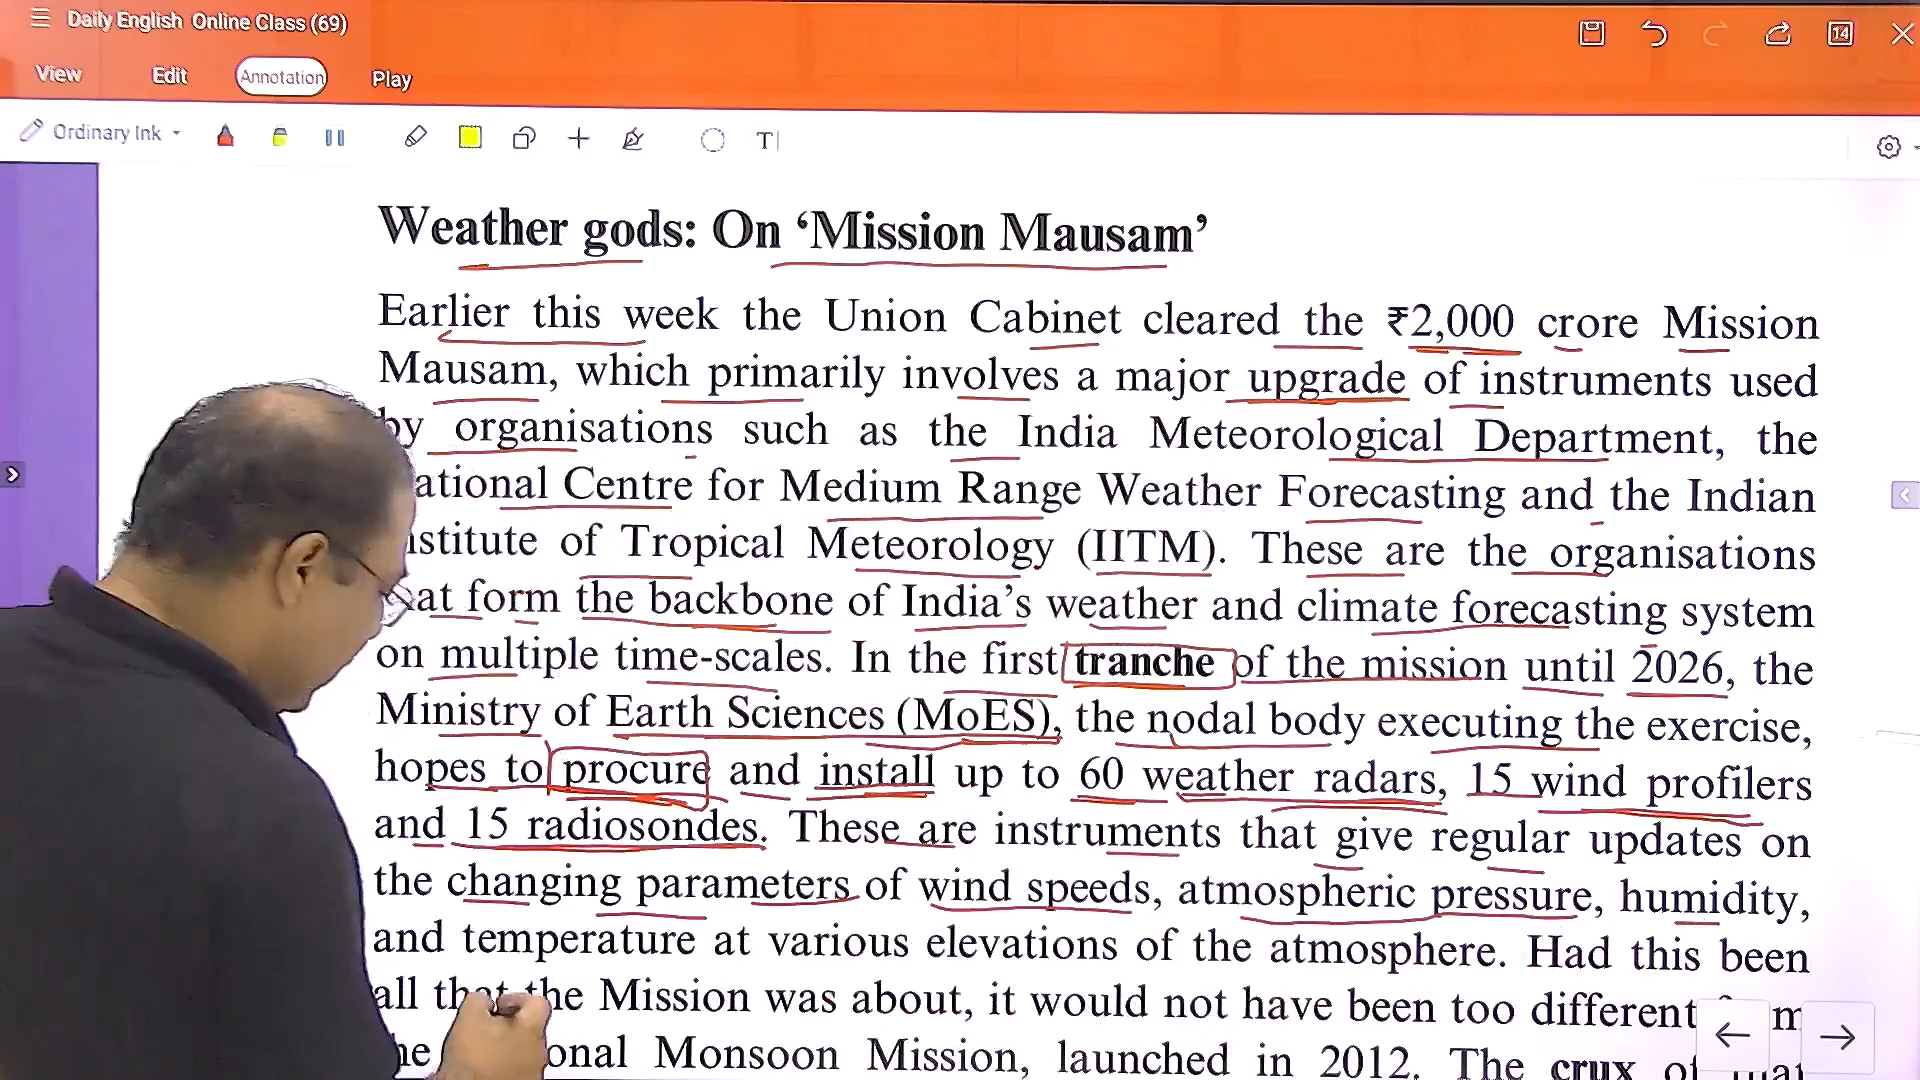 Daily English Online Class (69)
14
View Edit Annotation Play
Ordinary Ink
T
Weather gods: On ‘Mission Mausam’
Earlier this week the Union Cabinet cleared the ₹2,000 crore Mission
Mausam, which primarily involves a major upgrade of instruments used
by organisations such as the India Meteorological Department, the
ational Centre for Medium Range Weather Forecasting and the Indian
stitute of Tropical Meteorology (IITM). These are the organisations
at form the backbone of India’s weather and climate forecasting system
on multiple time-scales. In the first tranche of the mission until 2026, the
Ministry of Earth Sciences (MoES), the nodal body executing the exercise,
hopes to procure and install up to 60 weather radars, 15 wind profilers
and 15 radiosondes. These are instruments that give regular updates on
the changing parameters of wind speeds, atmospheric pressure, humidity,
and temperature at various elevations of the atmosphere. Had this been
all that the Mission was about, it would not have been too different
onal Monsoon Mission, launched in 2012. The crux of that